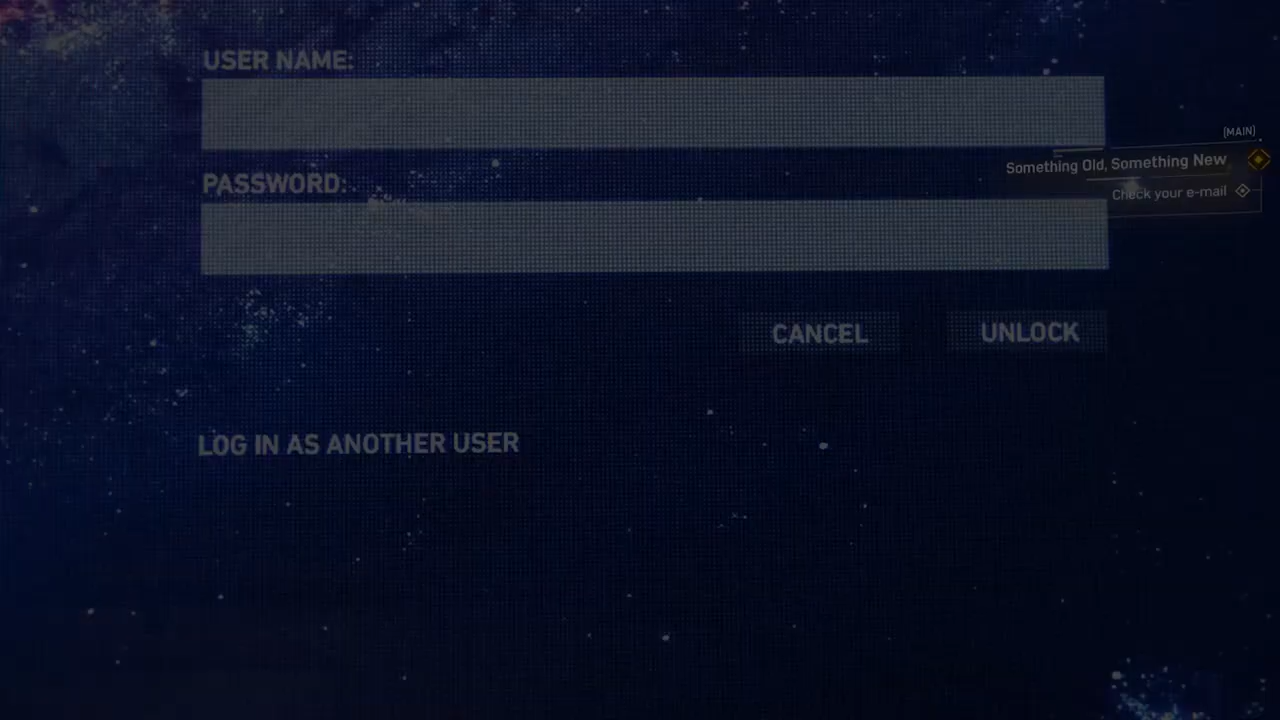 USER NAME:
(MAIN)
Something Old, Something New
PASSWORD:
Check your e-mail
CANCEL
UNLOCK
LOG IN AS ANOTHER USER